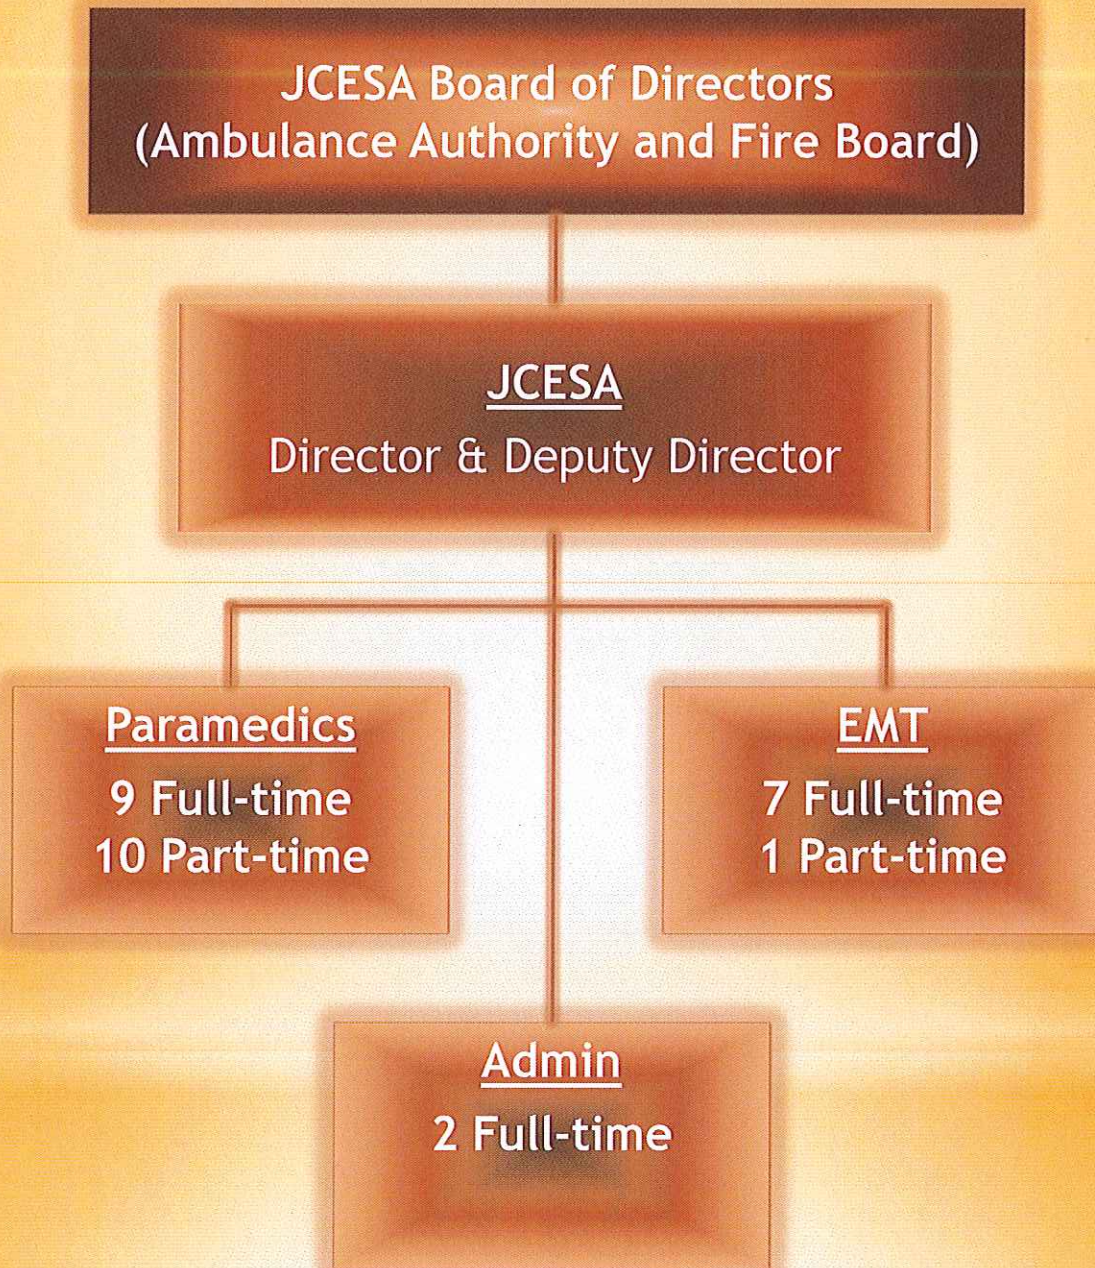 JCESA Board of Directors
(Ambulance Authority and Fire Board)
JCESA
Director & Deputy Director
Paramedics
9 Full-time
10 Part-time
EMT
7 Full-time
1 Part-time
Admin
2 Full-time